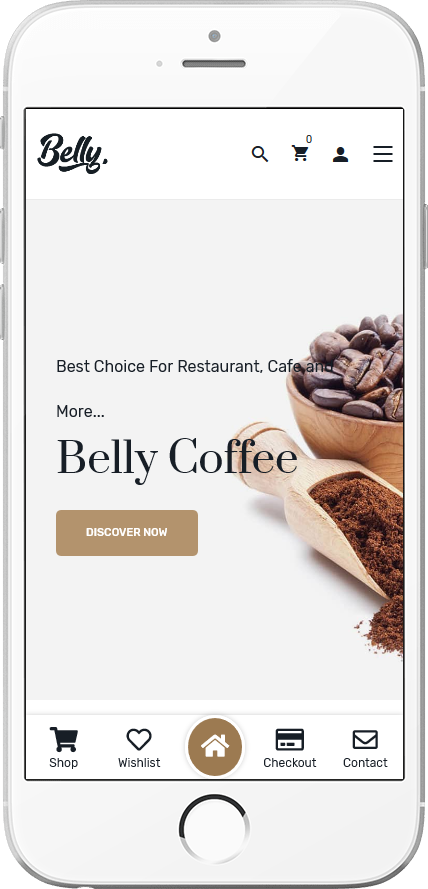 Belly.
0
Best Choice For Restaurant, Cafe and
More...
Belly Coffee
DISCOVER NOW
Shop
Wishlist
Checkout
Contact